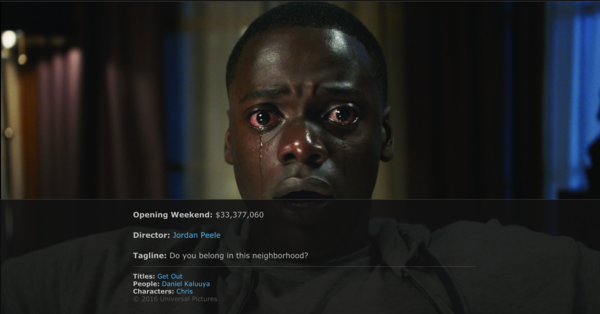 Opening Weekend: $33,377,060
Director: Jordan Peele
Tagline: Do you belong in this neighborhood?
Titles: Get Out
People: Daniel Kaluuya
Characters: Chris
© 2016 Universal Pictures